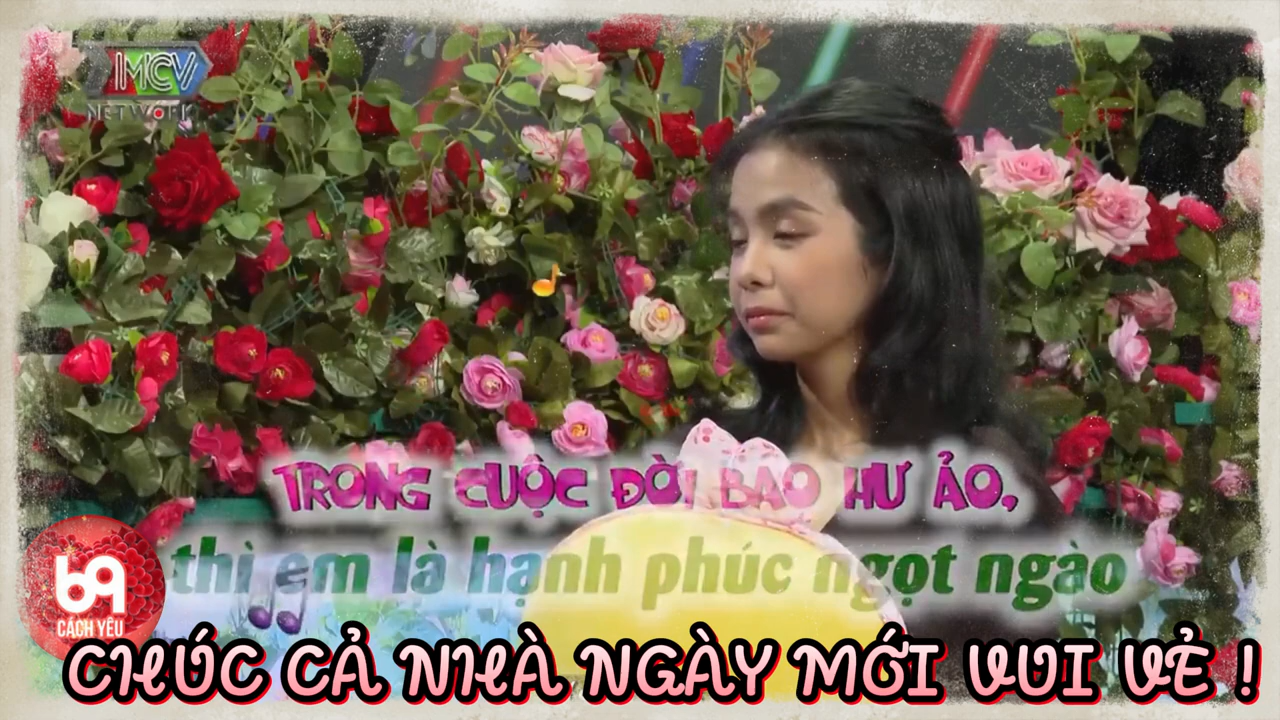 MCV
NETWORK
TRONG CUỘC ĐỜI BAO HƯ ẢO,
thì em là hạnh phúc ngọt ngào
69
CÁCH YÊU
CHÚC CẢ NHÀ NGÀY MỚI VUI VẺ !